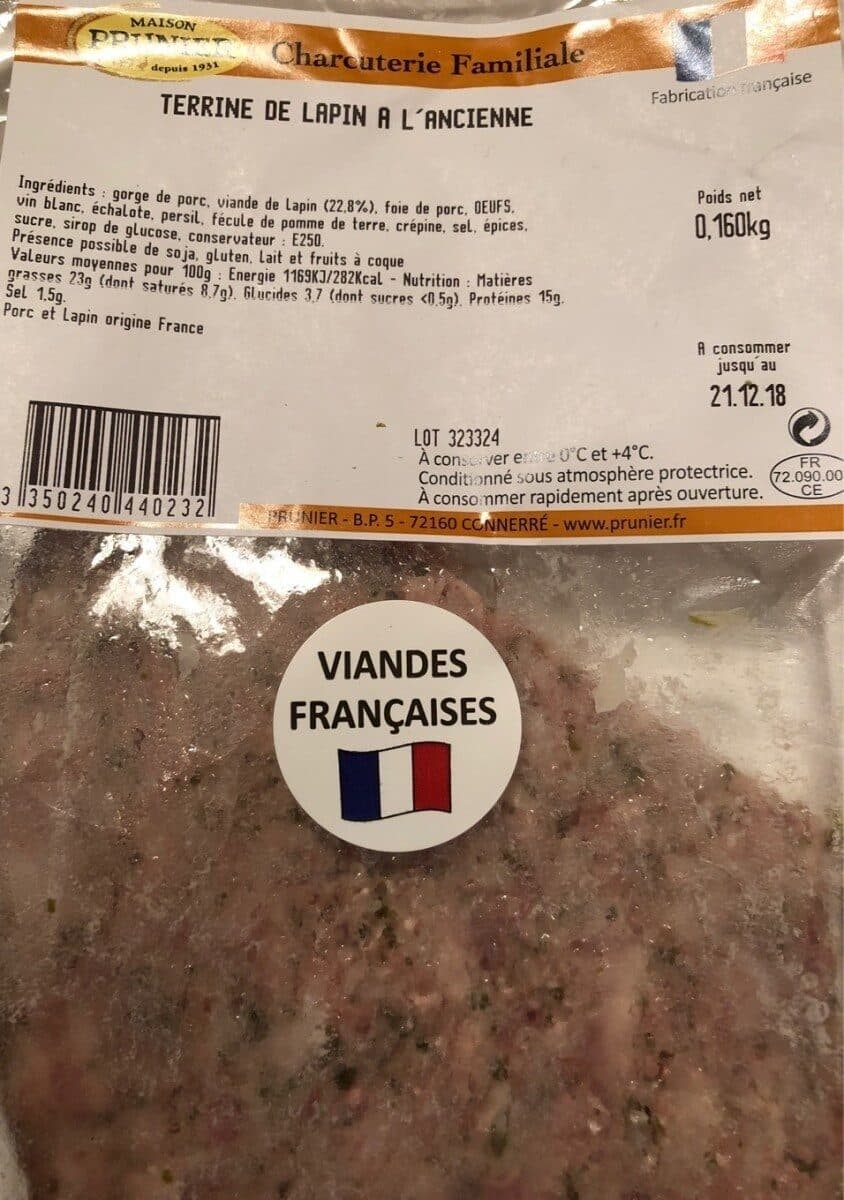 MAISON
PRUNIER
depuis 1931
Charcuterie Familiale
Fabrication française
TERRINE DE LAPIN A L´ANCIENNE
Ingrédients : gorge de porc, viande de Lapin (22,8%), foie de porc, OEUFS,
vin blanc, échalote, persil, fécule de pomme de terre, crépine, sel, épices,
sucre, sirop de glucose, conservateur : E250.
Présence possible de soja, gluten, Lait et fruits à coque
Valeurs moyennes pour 100g : Energie 1169KJ/282Kcal - Nutrition : Matières
grasses 23g (dont saturés 8,7g). Glucides 3,7 (dont sucres <0,5g). Protéines 15g.
Sel 1,5g.
Porc et Lapin origine France
Poids net
0,160kg
A consommer
jusqu´au
21.12.18
LOT 323324
À conserver entre 0°C et +4°C.
Conditionné sous atmosphère protectrice.
À consommer rapidement après ouverture.
FR
72.090.00
CE
3 350240 440232
PRUNIER - B.P. 5 - 72160 CONNERRÉ - www.prunier.fr
VIANDES
FRANÇAISES